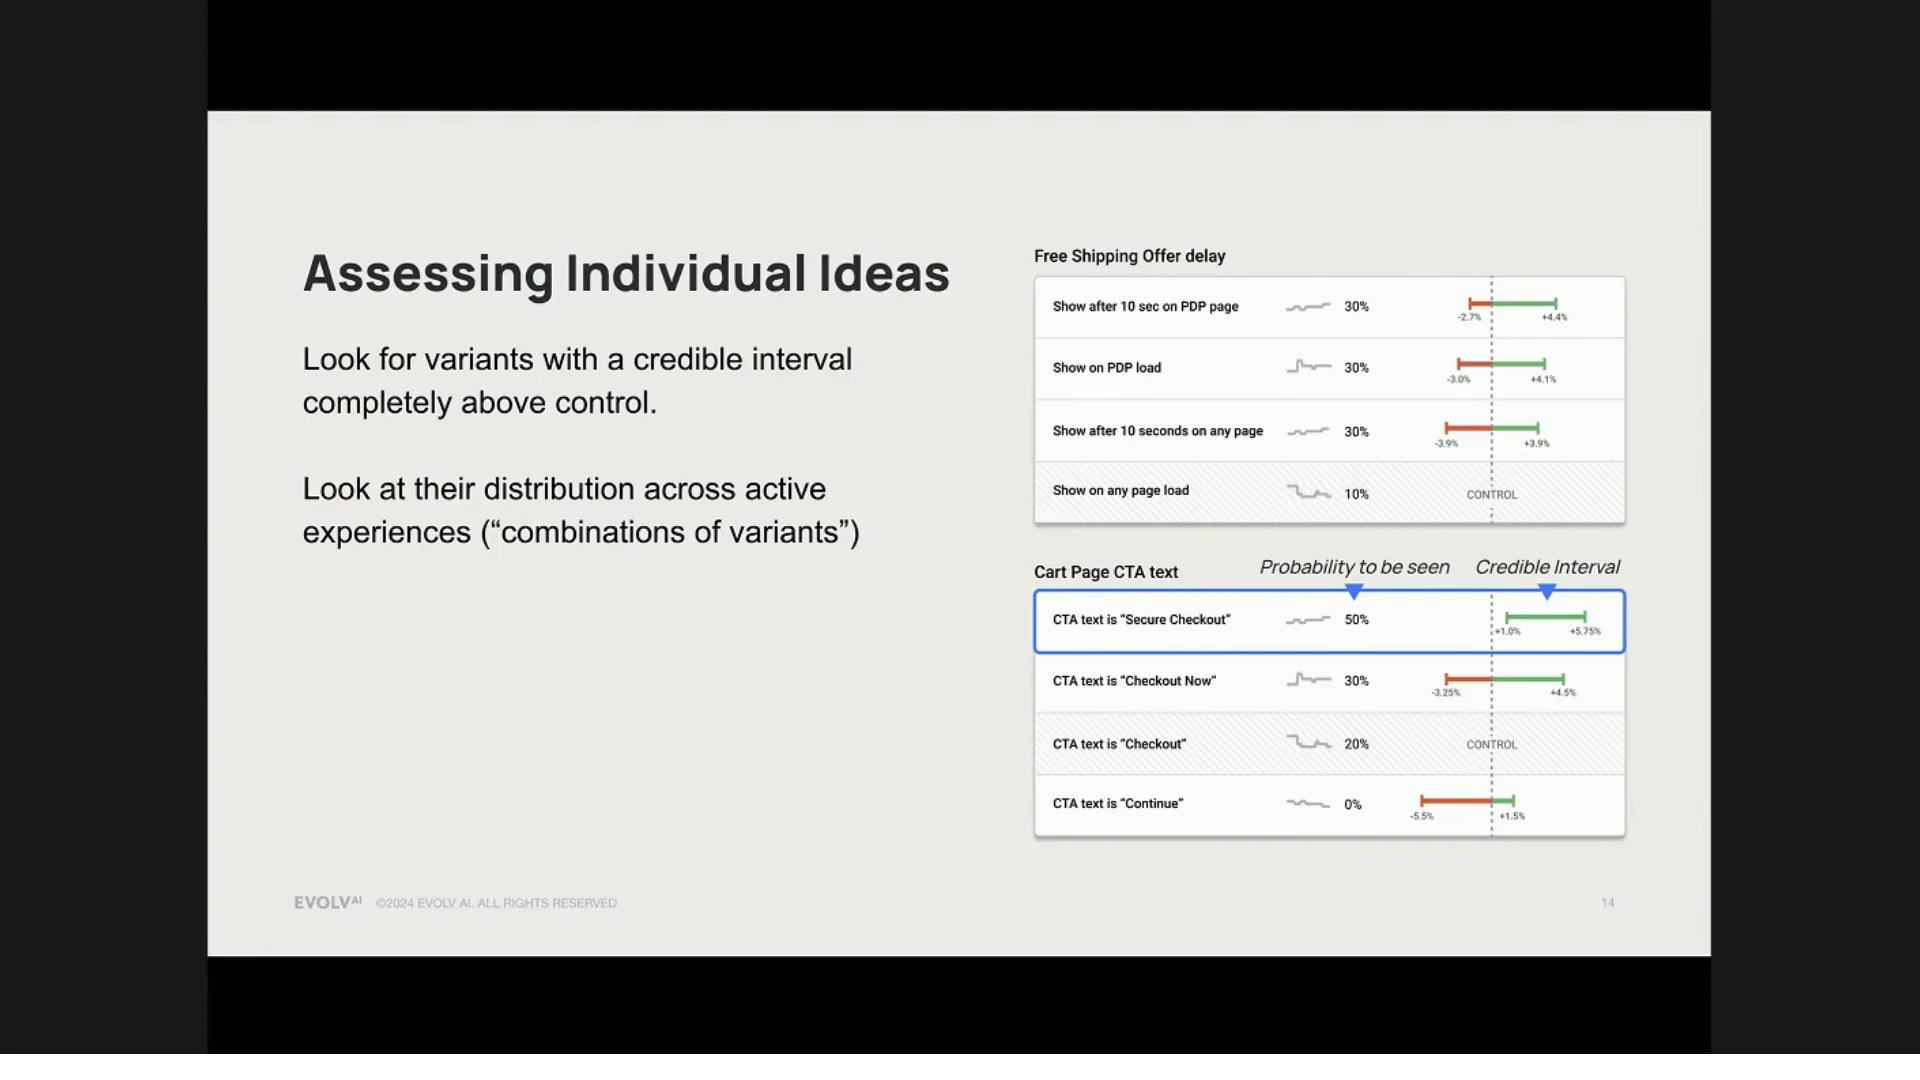 Assessing Individual Ideas
Look for variants with a credible interval
completely above control.
Look at their distribution across active
experiences (“combinations of variants”)
Free Shipping Offer delay
Show after 10 sec on PDP page 30% -2.7% +4.4%
Show on PDP load 30% -3.0% +4.1%
Show after 10 seconds on any page 30% -3.9% +3.9%
Show on any page load 10% CONTROL
Cart Page CTA text Probability to be seen Credible Interval
CTA text is “Secure Checkout” 50% +1.0% +5.75%
CTA text is “Checkout Now” 30% -3.25% +4.5%
CTA text is “Checkout” 20% CONTROL
CTA text is “Continue” 0% -5.5% +1.5%
EVOLV AI ©2024 EVOLV AI. ALL RIGHTS RESERVED 14